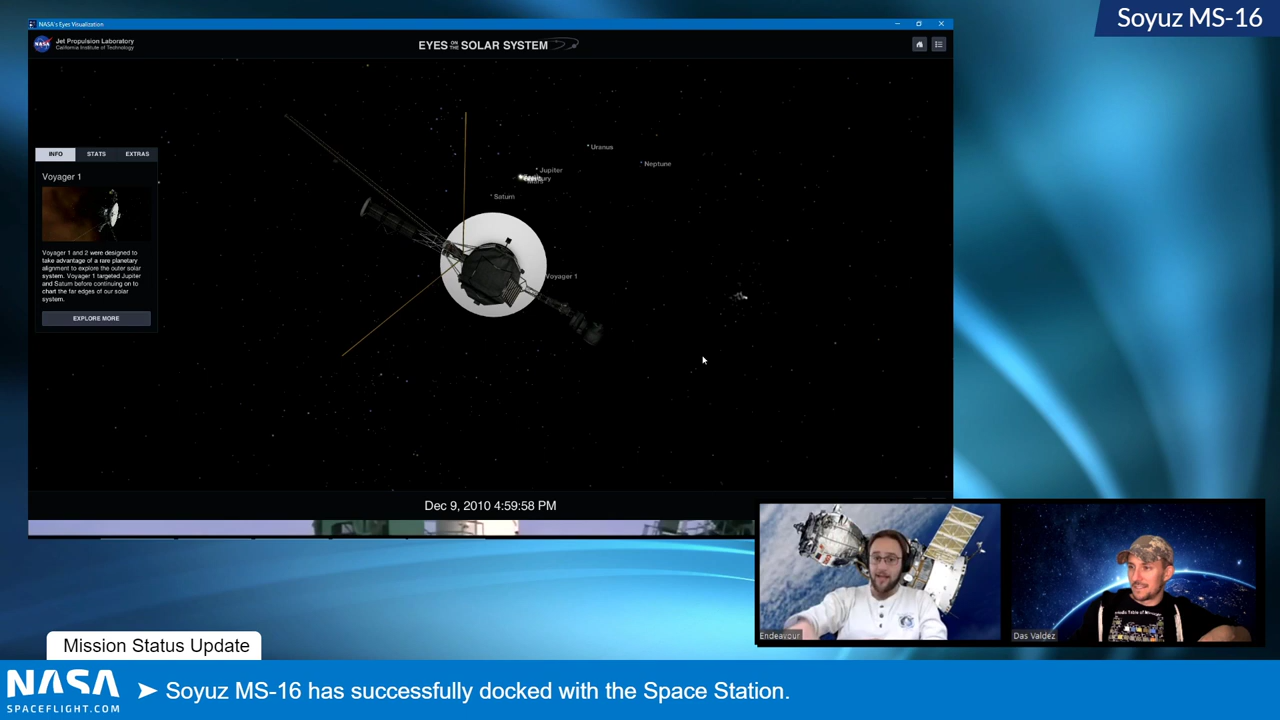 Soyuz MS-16
NASA's Eyes Visualization
NASA
Jet Propulsion Laboratory
California Institute of Technology
EYES ON THE SOLAR SYSTEM
Uranus
Neptune
Jupiter
Saturn
Voyager 1
INFO STATS EXTRAS
Voyager 1
Voyager 1 and 2 were designed to
take advantage of a rare planetary
alignment to explore the outer solar
system. Voyager 1 targeted Jupiter
and Saturn before continuing on to
chart the far edges of our solar
system.
EXPLORE MORE
Dec 9, 2010 4:59:58 PM
Endeavour
Das Valdez
Mission Status Update
NASA
SPACEFLIGHT.COM
Soyuz MS-16 has successfully docked with the Space Station.